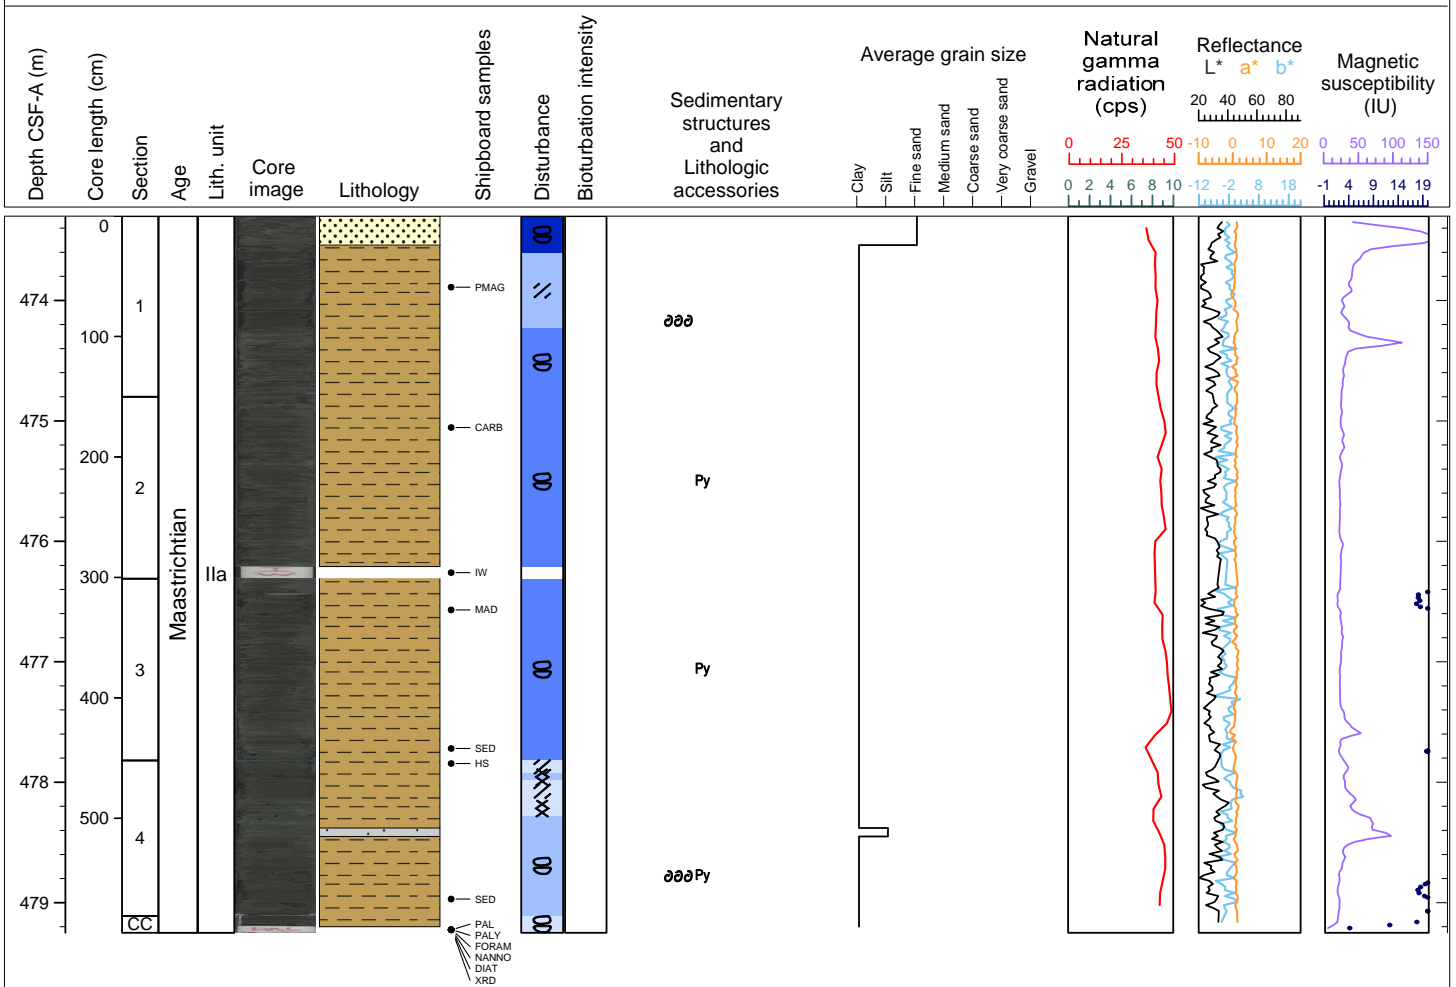 Depth CSF-A (m)
Core length (cm)
Section
Age
Lith. unit
Core
image
Lithology
Shipboard samples
Disturbance
Bioturbation intensity
Sedimentary
structures
and
Lithologic
accessories
Average grain size
Clay
Silt
Fine sand
Medium sand
Coarse sand
Very coarse sand
Gravel
Natural
gamma
radiation
(cps)
0 25 50
0 2 4 6 8 10
Reflectance
L* a* b*
20 40 60 80
-10 0 10 20
-12 -2 8 18
Magnetic
susceptibility
(IU)
0 50 100 150
-1 4 9 14 19
474
475
476
477
478
479
0
100
200
300
400
500
1
2
3
4
CC
Maastrichtian
IIa
PMAG
CARB
IW
MAD
SED
HS
SED
PAL
PALY
FORAM
NANNO
DIAT
XRD
Py
Py
Py